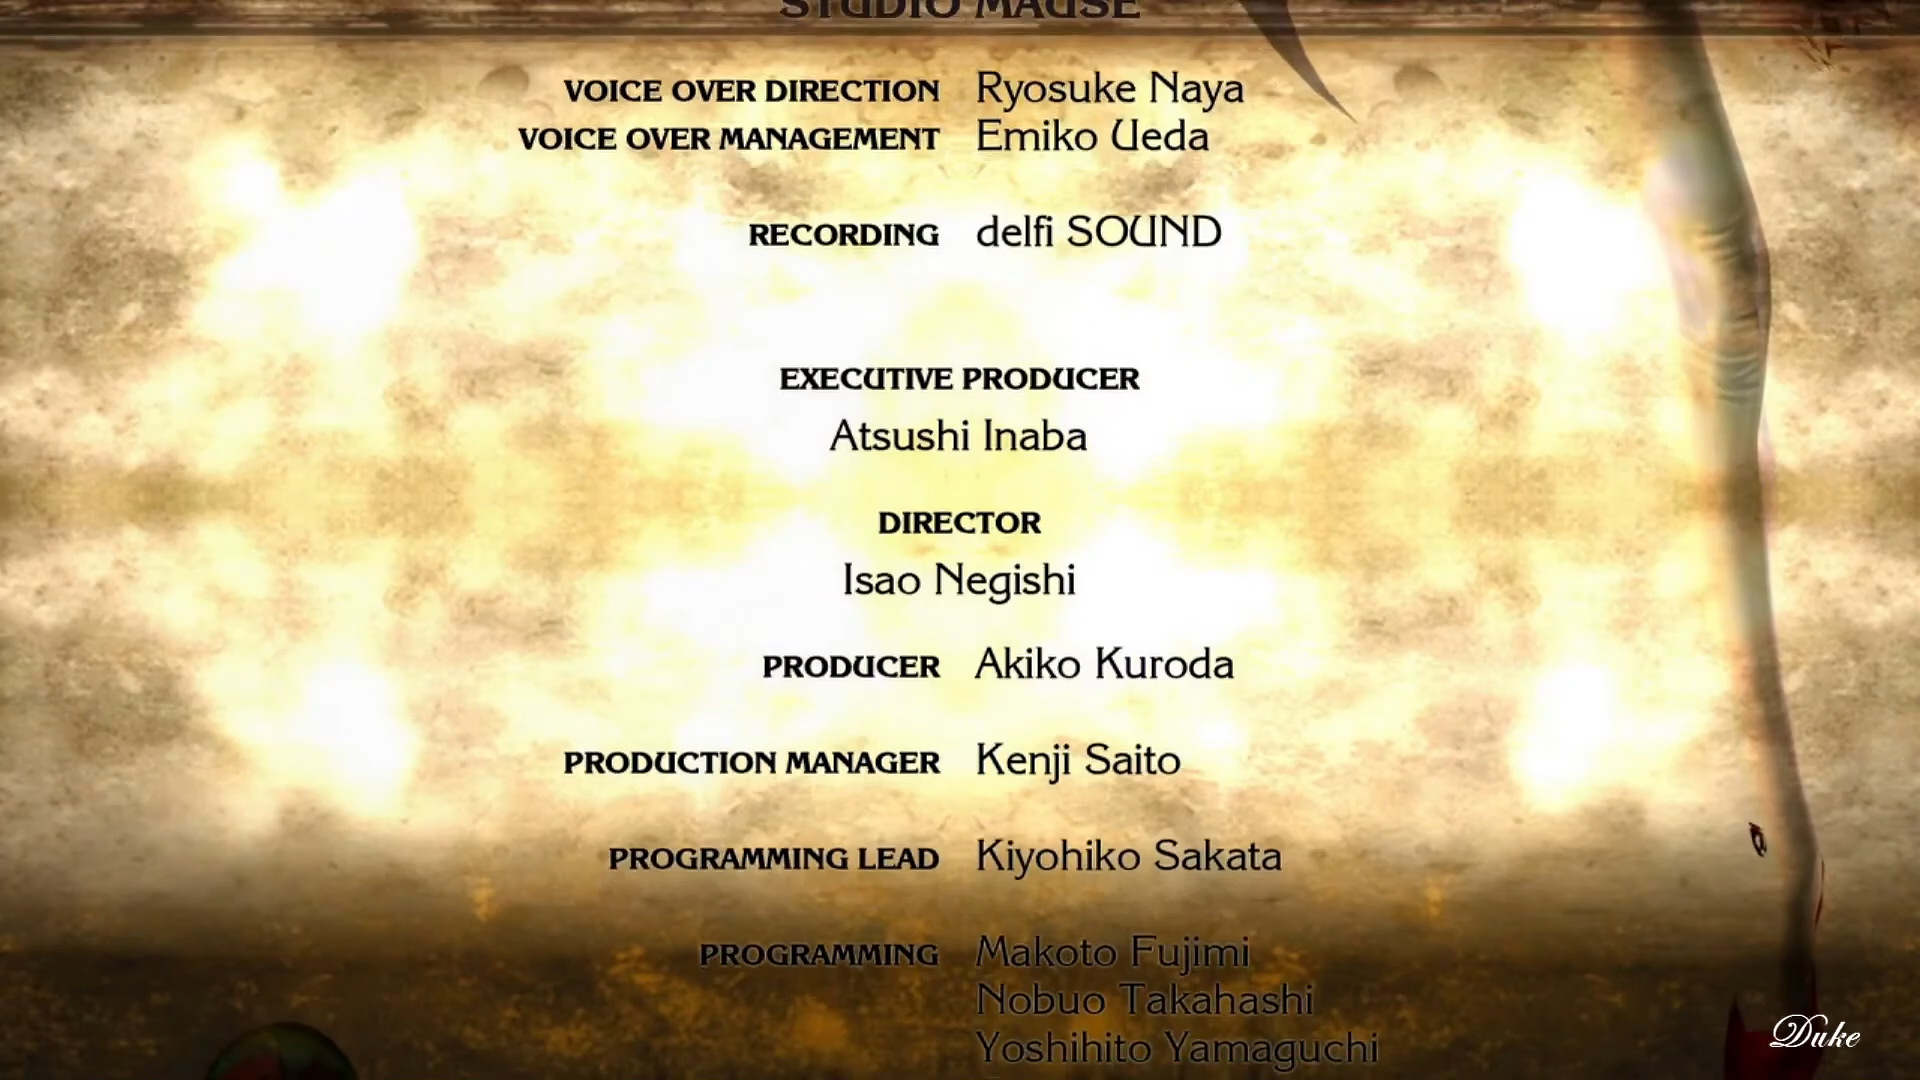 STUDIO MAUSE
VOICE OVER DIRECTION Ryosuke Naya
VOICE OVER MANAGEMENT Emiko Ueda
RECORDING delfi SOUND
EXECUTIVE PRODUCER
Atsushi Inaba
DIRECTOR
Isao Negishi
PRODUCER Akiko Kuroda
PRODUCTION MANAGER Kenji Saito
PROGRAMMING LEAD Kiyohiko Sakata
PROGRAMMING Makoto Fujimi
Nobuo Takahashi
Yoshihito Yamaguchi
Duke